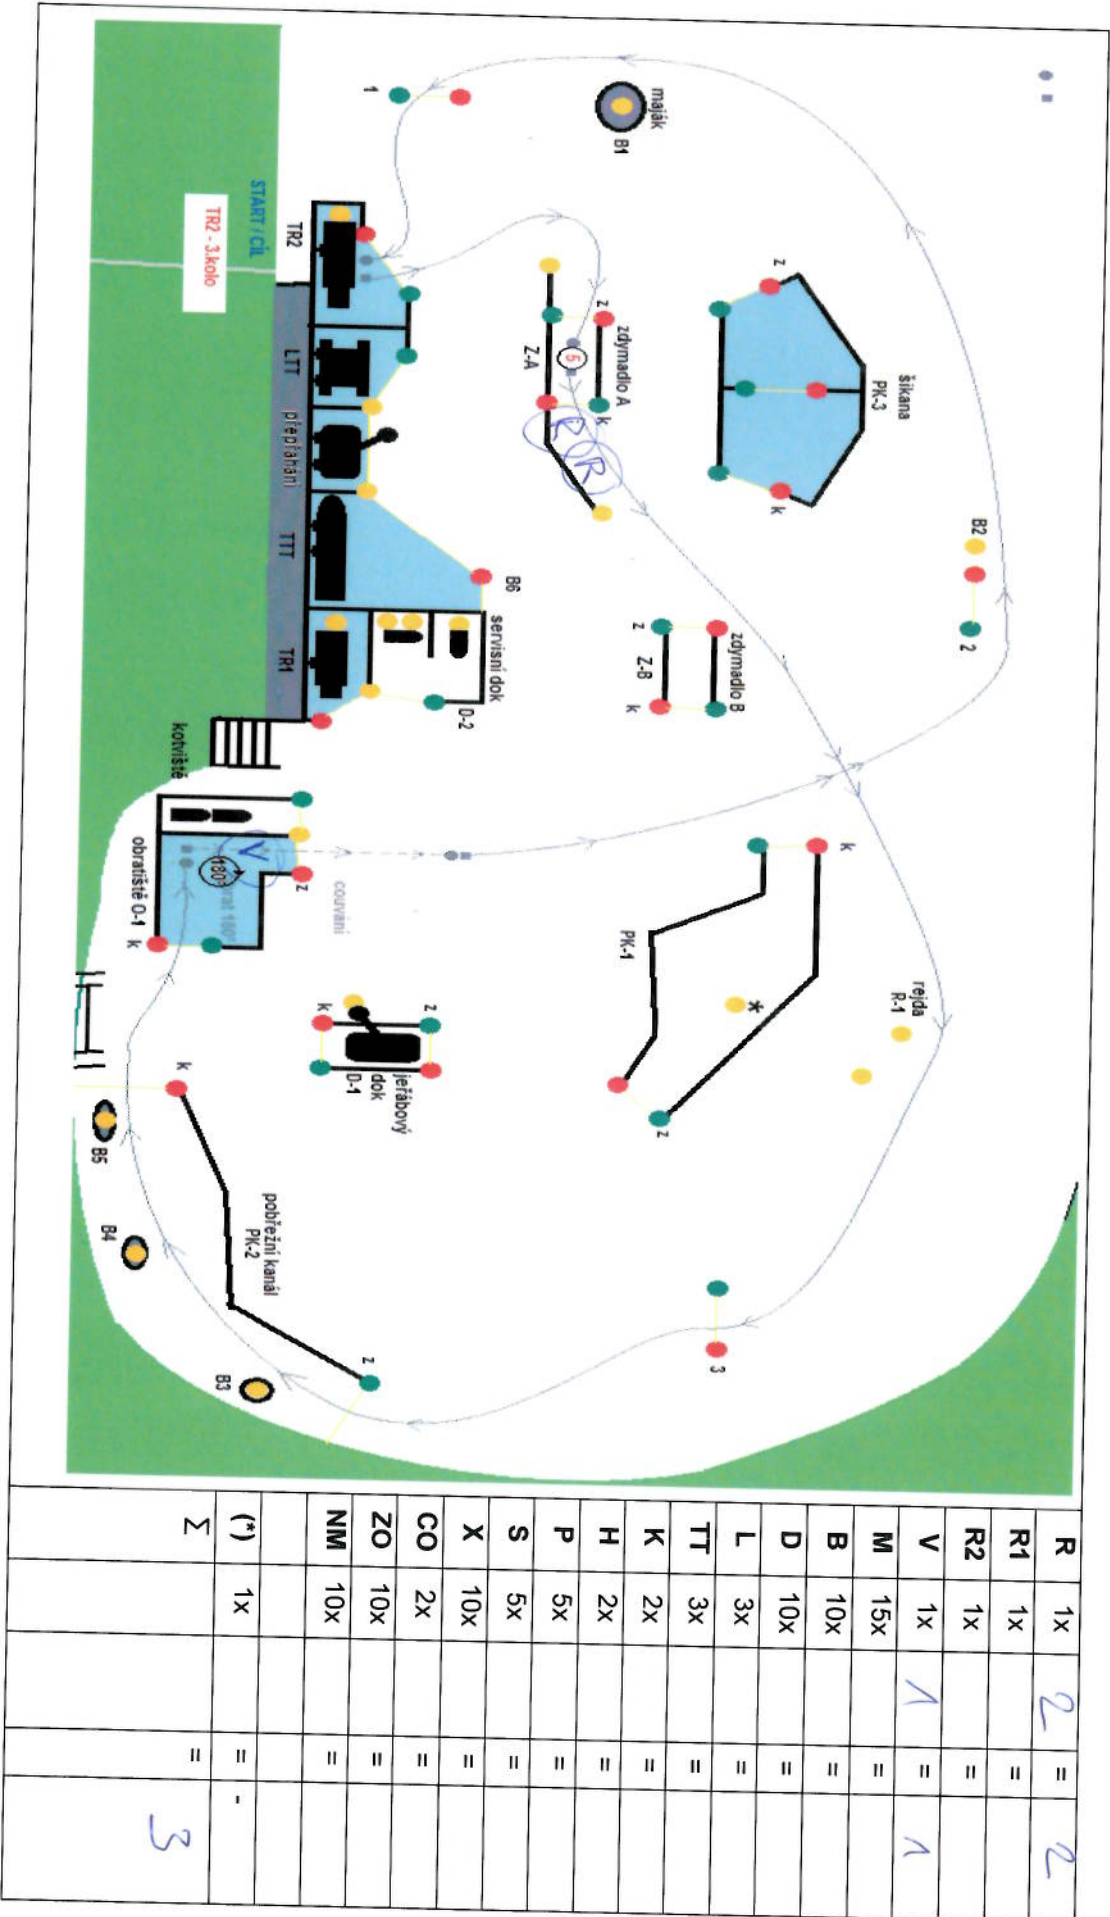 1
maják
B1
START / CÍL
TR2 - 3.kolo
TR2
LTT
přepřahání
TTT
TR1
z
zdymadlo A
5
Z-A
k
R
R
z
šikana
PK-3
k
B2
2
B6
servisní dok
D-2
z
zdymadlo B
Z-B
k
kotviště
V
180°
obratiště O-1
z
k
couvání
k
PK-1
*
z
rejda
R-1
z
k
jeřábový
dok
D-1
k
B5
B4
pobřežní kanál
PK-2
B3
z
3
R 1x 2 = 2
R1 1x =
R2 1x =
V 1x 1 = 1
M 15x =
B 10x =
D 10x =
L 3x =
TT 3x =
K 2x =
H 2x =
P 5x =
S 5x =
X 10x =
CO 2x =
ZO 10x =
NM 10x =
(*) 1x = -
Σ = 3